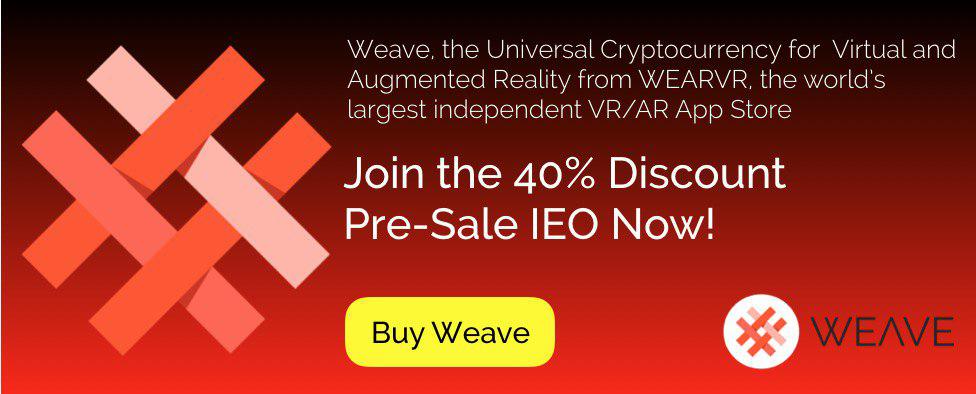 Weave, the Universal Cryptocurrency for Virtual and
Augmented Reality from WEARVR, the world's
largest independent VR/AR App Store
Join the 40% Discount
Pre-Sale IEO Now!
Buy Weave
WEAVE